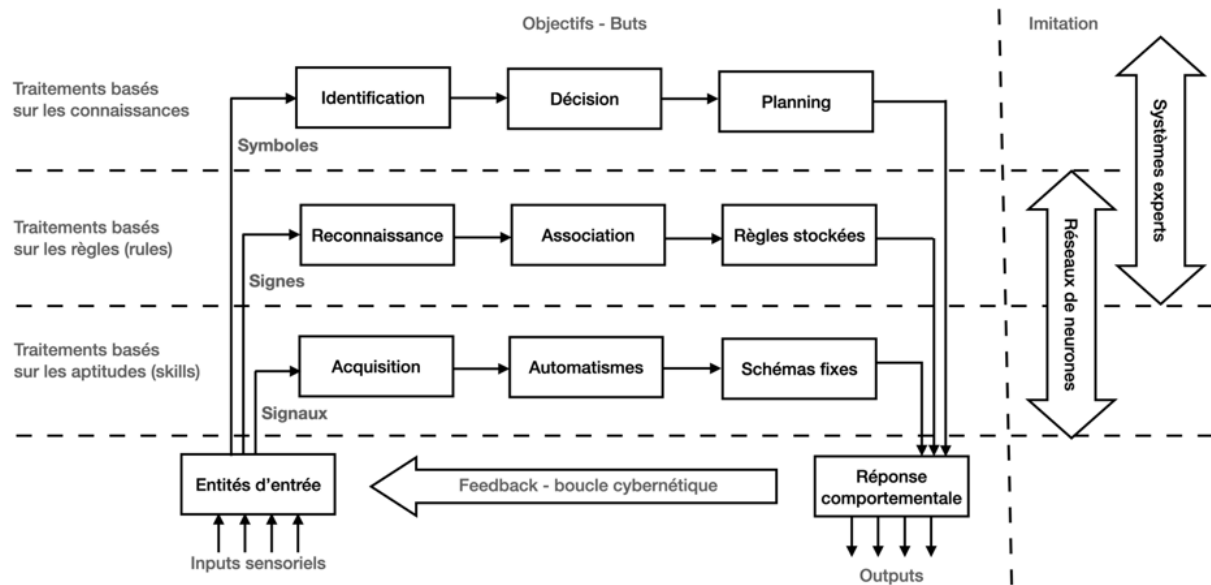 Objectifs - Buts
Imitation
Traitements basés
sur les connaissances
Identification
Décision
Planning
Symboles
Systèmes experts
Traitements basés
sur les règles (rules)
Reconnaissance
Association
Règles stockées
Signes
Réseaux de neurones
Traitements basés
sur les aptitudes (skills)
Acquisition
Automatismes
Schémas fixes
Signaux
Entités d'entrée
Feedback - boucle cybernétique
Réponse
comportementale
Inputs sensoriels
Outputs